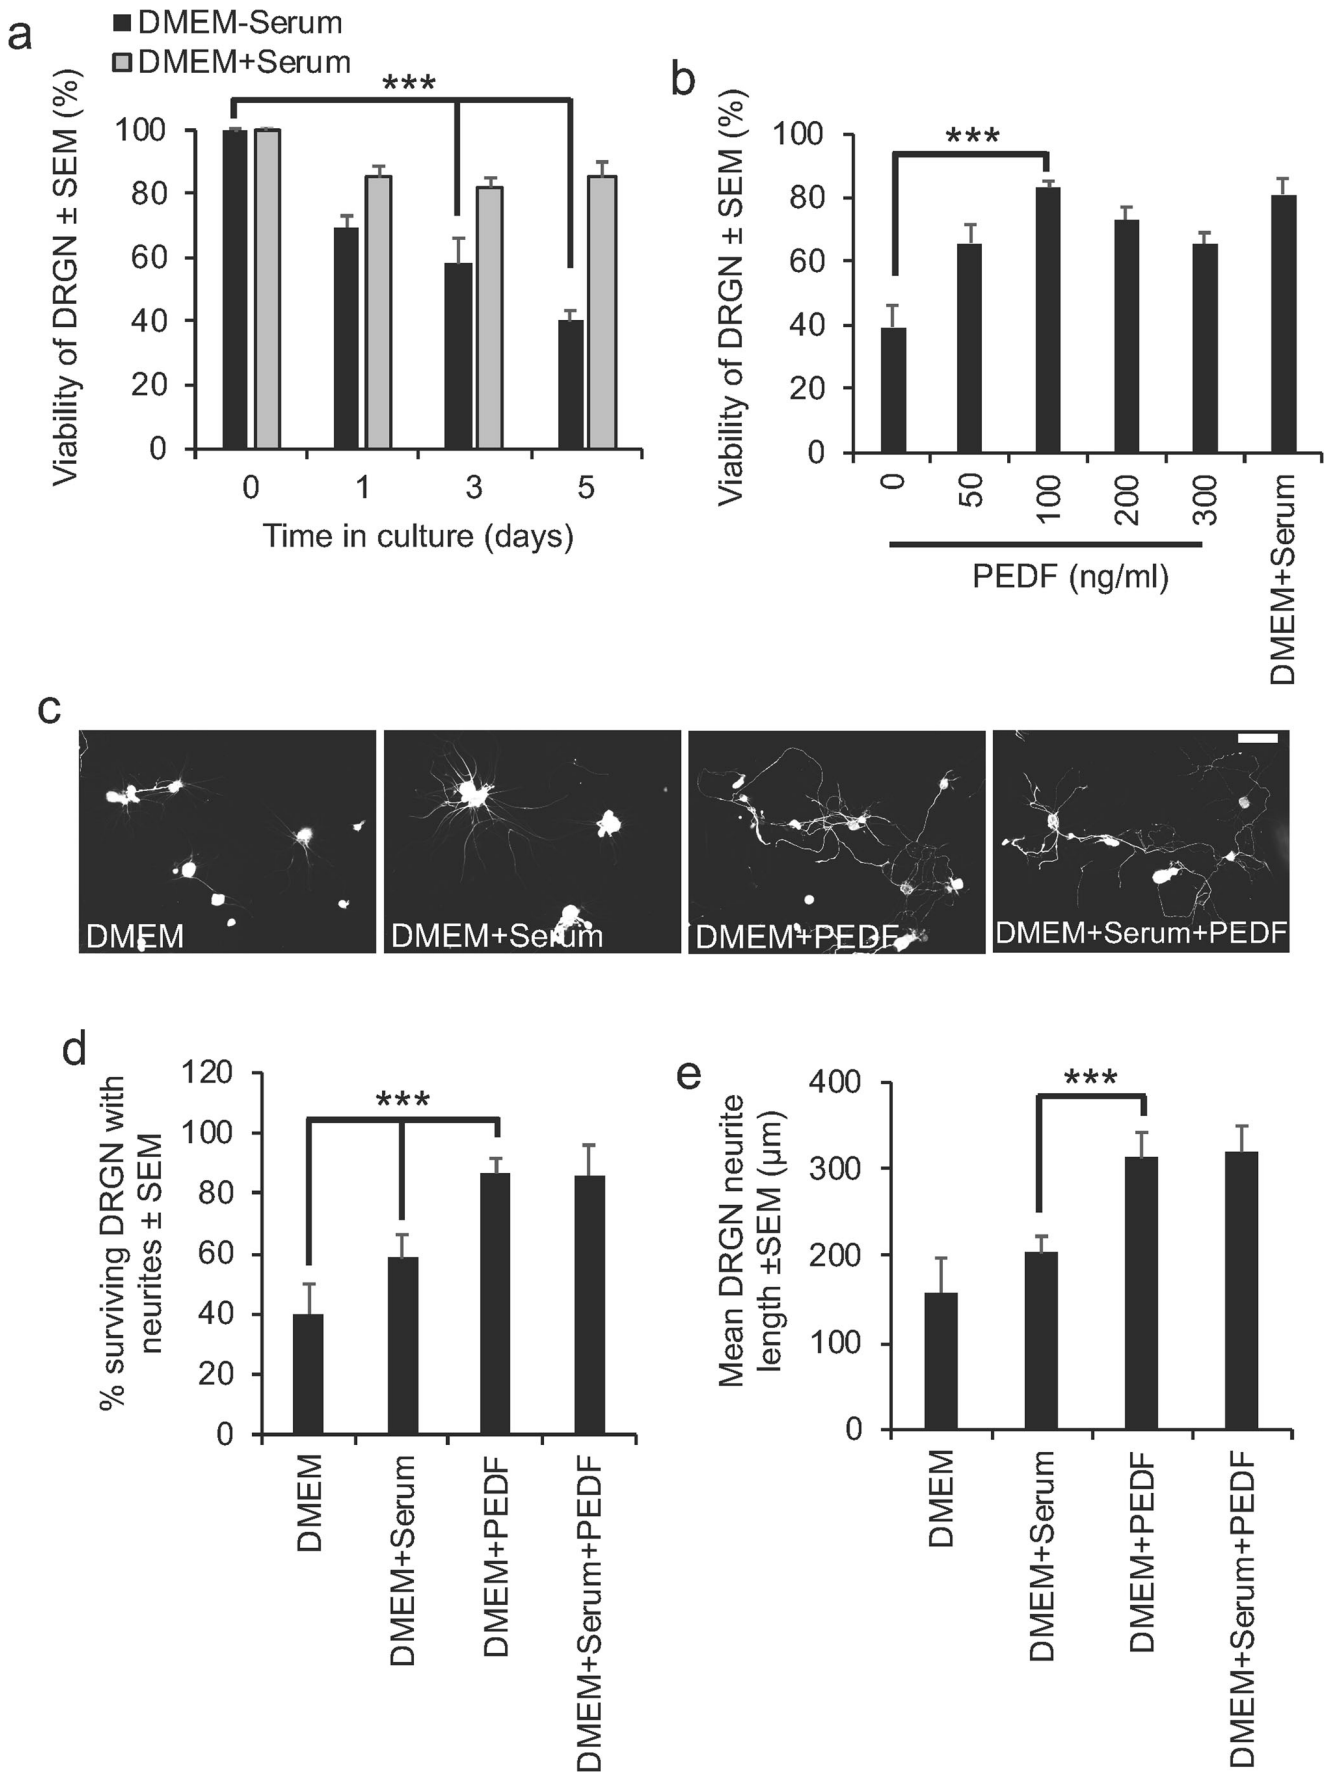 a
DMEM-Serum
DMEM+Serum
***
Viability of DRGN ± SEM (%)
100
80
60
40
20
0
0 1 3 5
Time in culture (days)
b
***
Viability of DRGN ± SEM (%)
100
80
60
40
20
0
0 50 100 200 300 DMEM+Serum
PEDF (ng/ml)
c
DMEM DMEM+Serum DMEM+PEDF DMEM+Serum+PEDF
d
***
% surviving DRGN with
neurites ± SEM
120
100
80
60
40
20
0
DMEM DMEM+Serum DMEM+PEDF DMEM+Serum+PEDF
e
***
Mean DRGN neurite
length ±SEM (µm)
400
300
200
100
0
DMEM DMEM+Serum DMEM+PEDF DMEM+Serum+PEDF